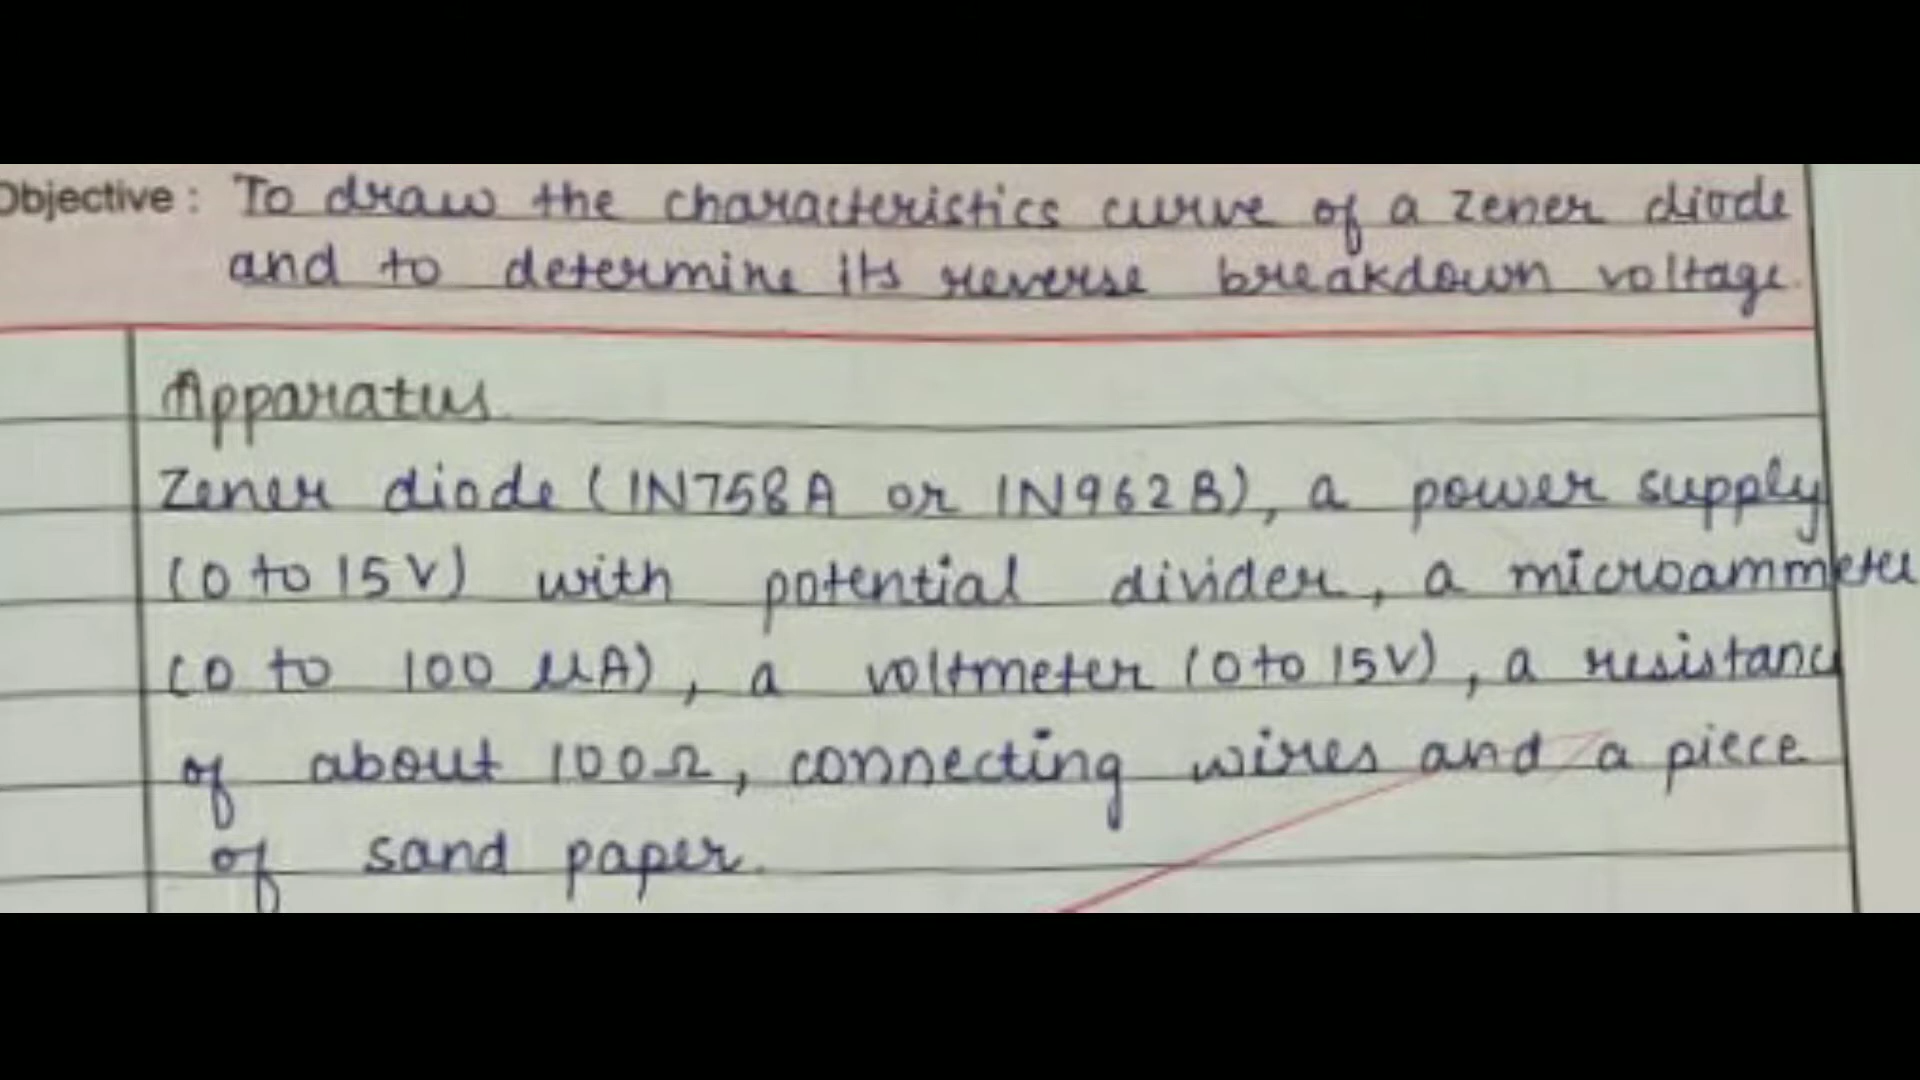 Objective : To draw the characteristics curve of a zener diode
and to determine its reverse breakdown voltage.
Apparatus
Zener diode (1N758A or 1N962B), a power supply
(0 to 15V) with potential divider, a microammeter
(0 to 100 μA), a voltmeter (0 to 15V), a resistance
of about 100Ω, connecting wires and a piece
of sand paper.